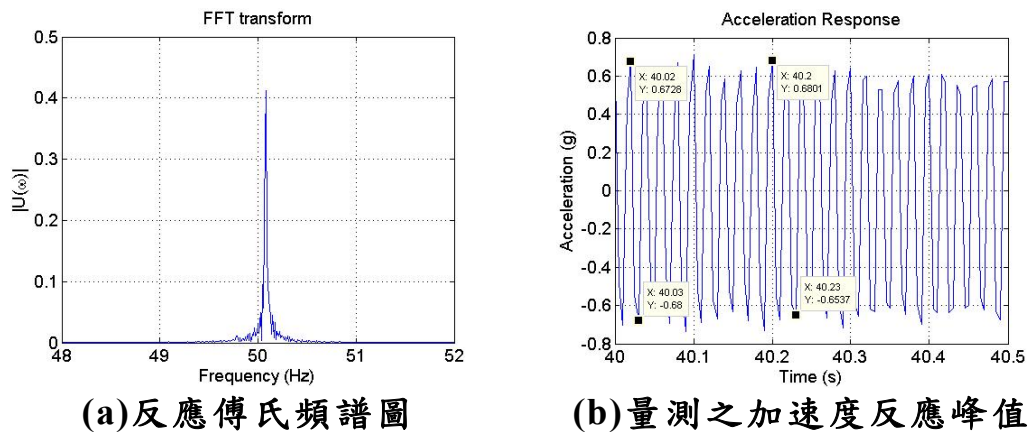 FFT transform
0.5
0.4
0.3
0.2
0.1
0
|U(ω)|
48
49
50
51
52
Frequency (Hz)
(a)反應傅氏頻譜圖
Acceleration Response
0.8
0.6
0.4
0.2
0
-0.2
-0.4
-0.6
-0.8
Acceleration (g)
X: 40.02
Y: 0.6728
X: 40.2
Y: 0.6801
X: 40.03
Y: -0.68
X: 40.23
Y: -0.6537
40
40.1
40.2
40.3
40.4
40.5
Time (s)
(b)量測之加速度反應峰值